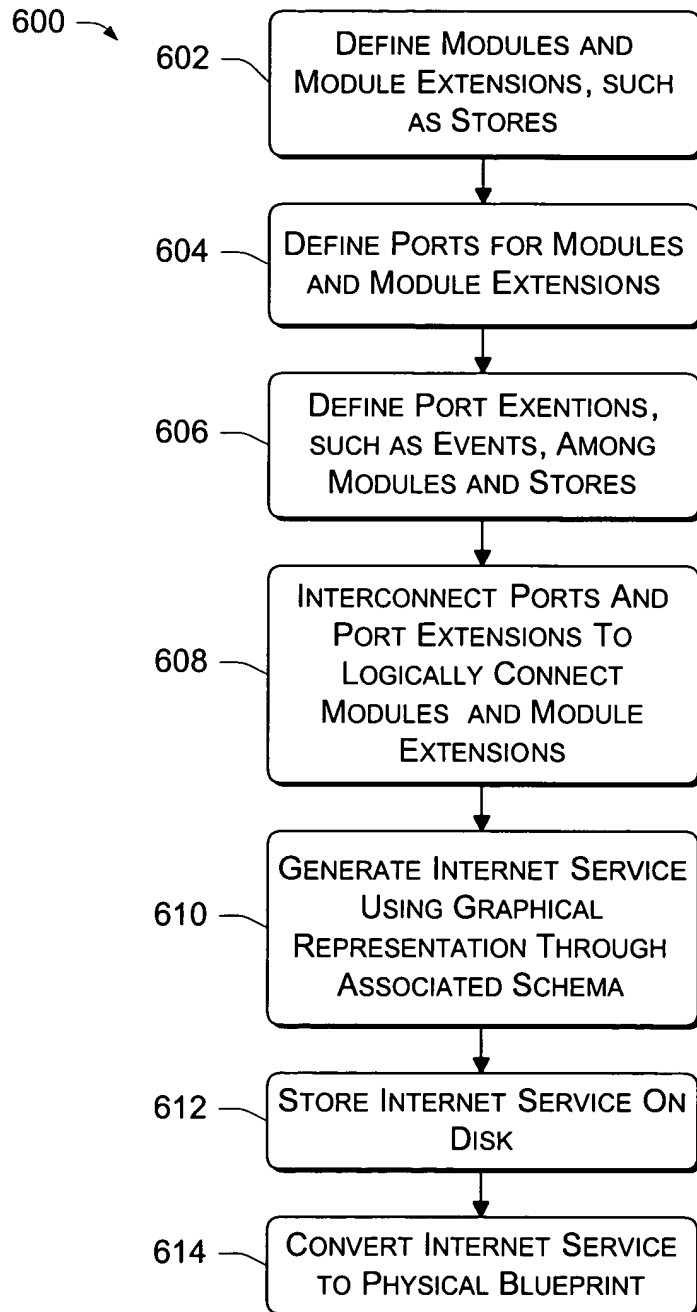 600
602
DEFINE MODULES AND
MODULE EXTENSIONS, SUCH
AS STORES
604
DEFINE PORTS FOR MODULES
AND MODULE EXTENSIONS
606
DEFINE PORT EXENTIONS,
SUCH AS EVENTS, AMONG
MODULES AND STORES
608
INTERCONNECT PORTS AND
PORT EXTENSIONS TO
LOGICALLY CONNECT
MODULES AND MODULE
EXTENSIONS
610
GENERATE INTERNET SERVICE
USING GRAPHICAL
REPRESENTATION THROUGH
ASSOCIATED SCHEMA
612
STORE INTERNET SERVICE ON
DISK
614
CONVERT INTERNET SERVICE
TO PHYSICAL BLUEPRINT